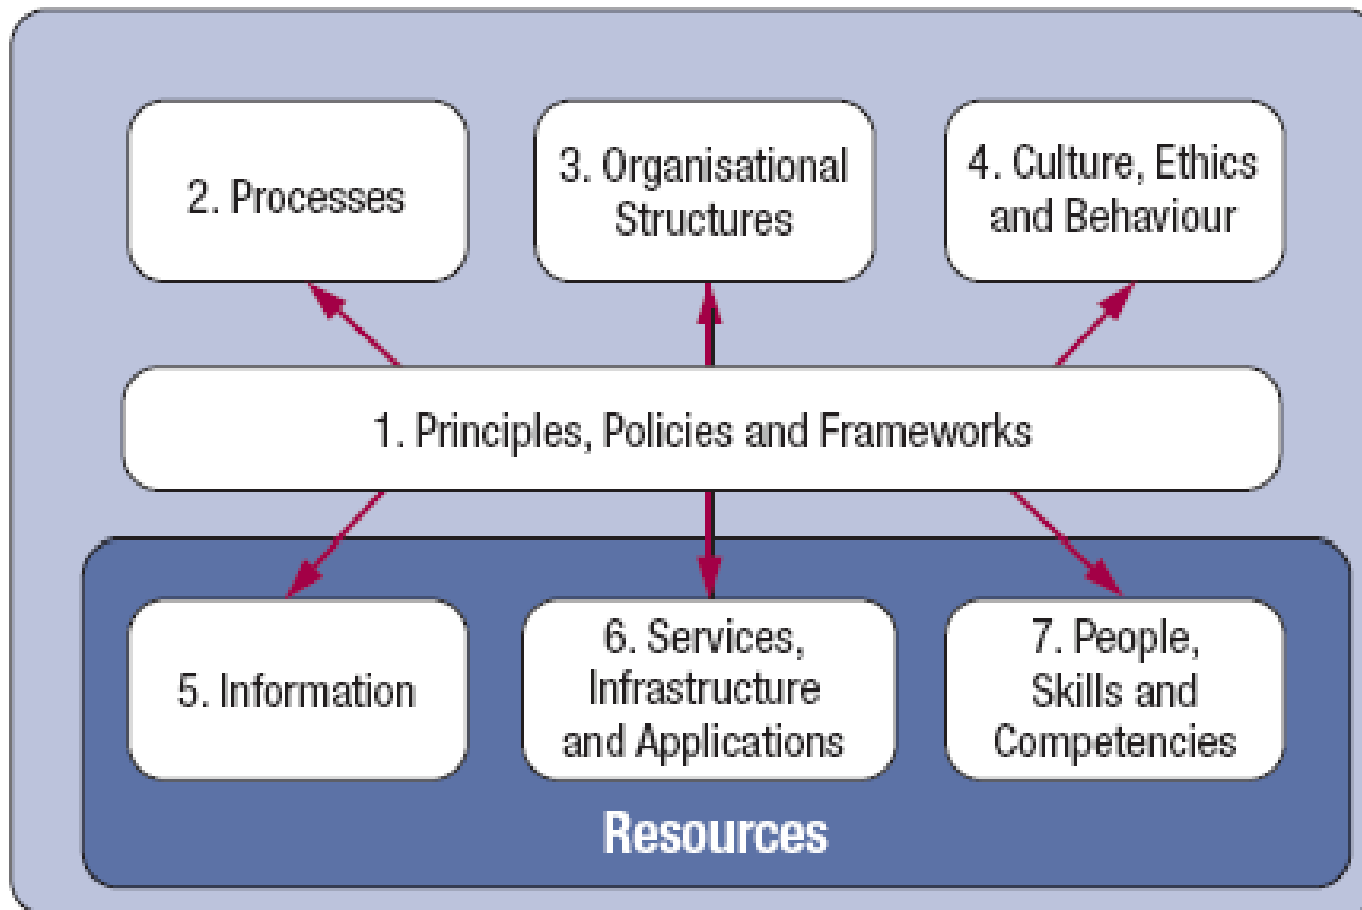 2. Processes
3. Organisational
Structures
4. Culture, Ethics
and Behaviour
1. Principles, Policies and Frameworks
5. Information
6. Services,
Infrastructure
and Applications
7. People,
Skills and
Competencies
Resources